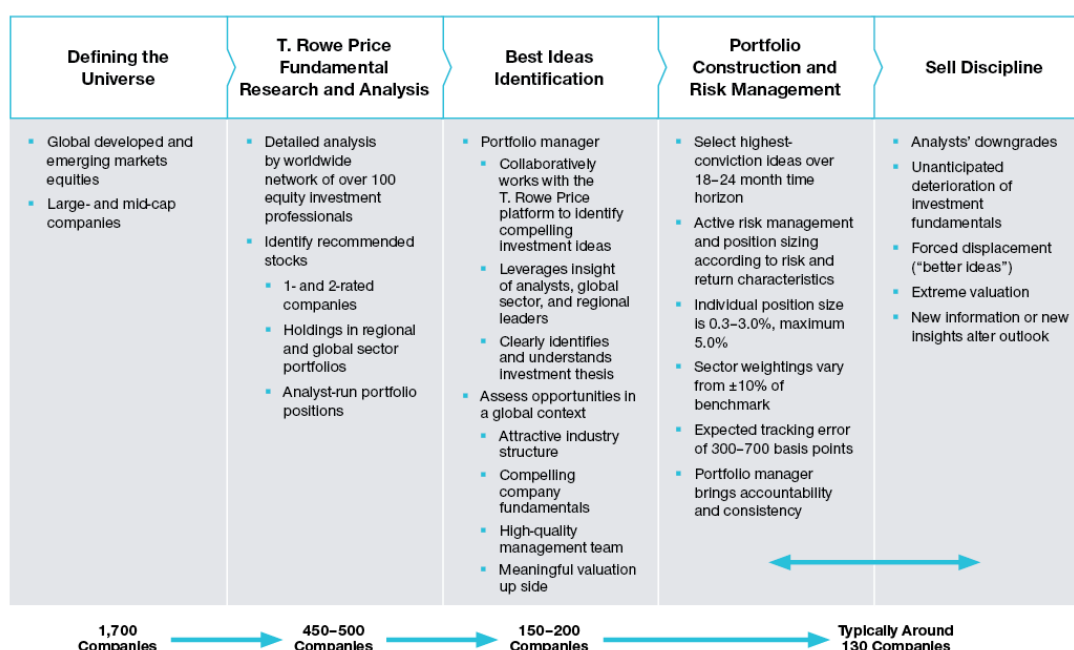 Defining the
Universe
T. Rowe Price
Fundamental
Research and Analysis
Best Ideas
Identification
Portfolio
Construction and
Risk Management
Sell Discipline
Global developed and
emerging markets
equities
Large- and mid-cap
companies
Detailed analysis
by worldwide
network of over 100
equity investment
professionals
Identify recommended
stocks
1- and 2-rated
companies
Holdings in regional
and global sector
portfolios
Analyst-run portfolio
positions
Portfolio manager
Collaboratively
works with the
T. Rowe Price
platform to identify
compelling
investment ideas
Leverages insight
of analysts, global
sector, and regional
leaders
Clearly identifies
and understands
investment thesis
Assess opportunities in
a global context
Attractive industry
structure
Compelling
company
fundamentals
High-quality
management team
Meaningful valuation
up side
Select highest-
conviction ideas over
18–24 month time
horizon
Active risk management
and position sizing
according to risk and
return characteristics
Individual position size
is 0.3–3.0%, maximum
5.0%
Sector weightings vary
from ±10% of
benchmark
Expected tracking error
of 300–700 basis points
Portfolio manager
brings accountability
and consistency
Analysts' downgrades
Unanticipated
deterioration of
investment
fundamentals
Forced displacement
("better ideas")
Extreme valuation
New information or new
insights alter outlook
1,700
Companies
450–500
Companies
150–200
Companies
Typically Around
130 Companies